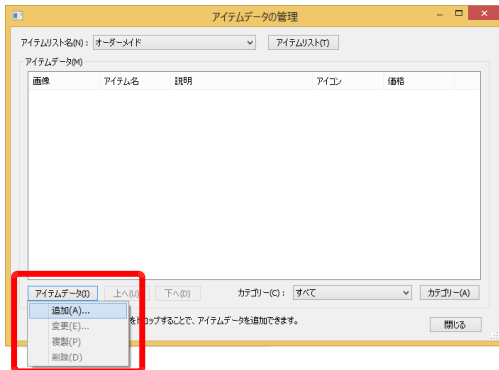 アイテムデータの管理
アイテムリスト名(N)： オーダーメイド アイテムリスト(T)
アイテムデータ(M)
画像 アイテム名 説明 アイコン 価格
アイテムデータ(I) 上へ(U) 下へ(D) カテゴリー(C)： すべて カテゴリー(A)
追加(A)...
をドロップすることで、アイテムデータを追加できます。 閉じる
変更(E)...
複製(P)
削除(D)